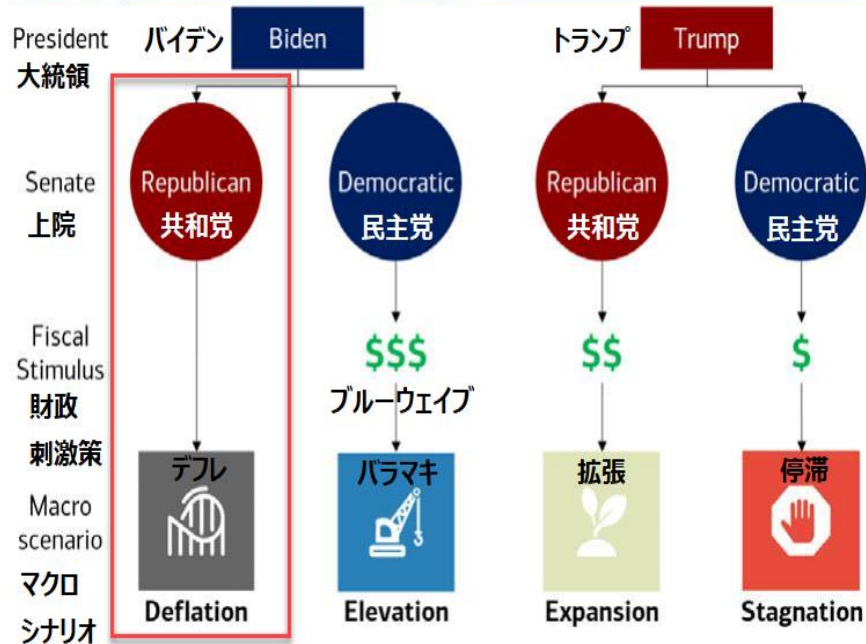 President バイデン Biden トランプ Trump
大統領
Senate Republican Democratic Republican Democratic
上院 共和党 民主党 共和党 民主党
Fiscal
Stimulus $$$ $$ $
財政 ブルーウェイブ
刺激策 デフレ バラマキ 拡張 停滞
Macro
scenario
マクロ
シナリオ Deflation Elevation Expansion Stagnation